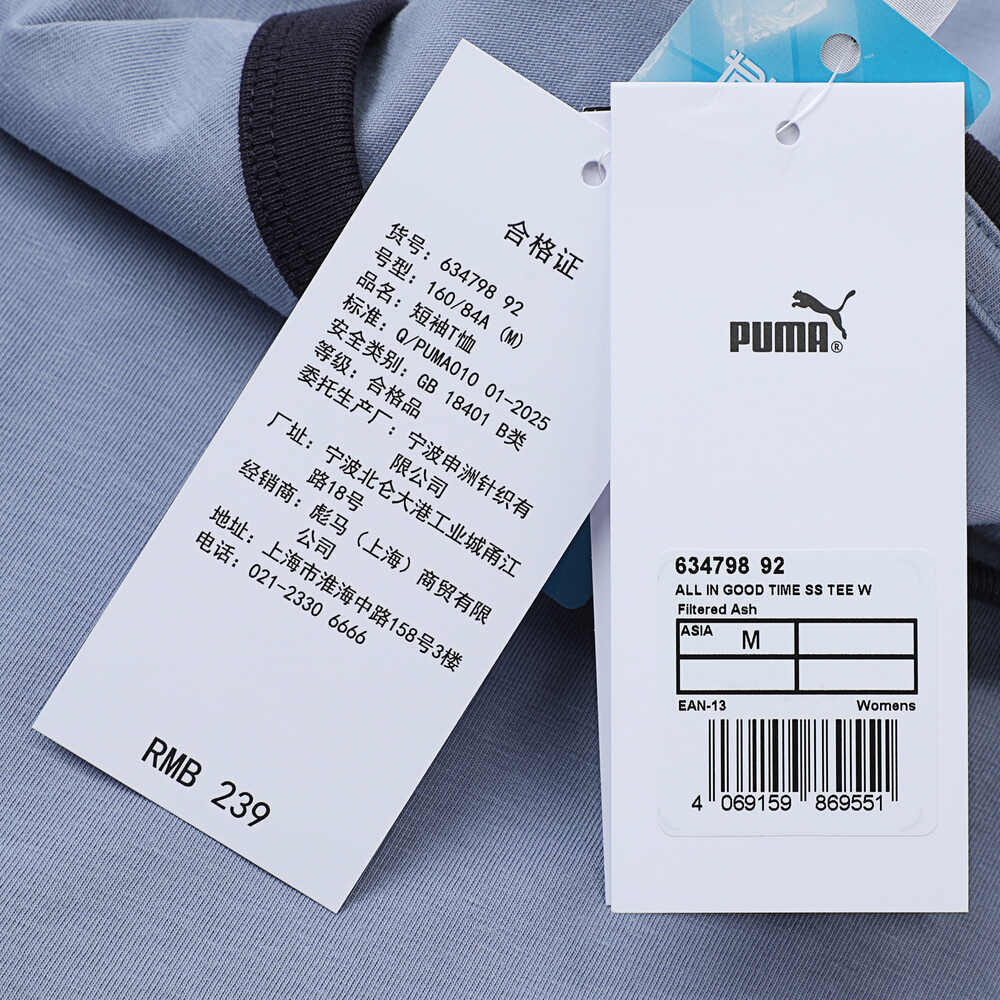 合格证
货号: 634798 92
号型: 160/84A (M)
品名: 短袖T恤
标准: Q/PUMA010 01-2025
安全类别: GB 18401 B类
等级: 合格品
委托生产厂: 宁波申洲针织有
限公司
厂址: 宁波北仑大港工业城甬江
路18号
经销商: 彪马 (上海) 商贸有限
公司
地址: 上海市淮海中路158号3楼
电话: 021-2330 6666
RMB 239
PUMA®
634798 92
ALL IN GOOD TIME SS TEE W
Filtered Ash
ASIA M
EAN-13 Womens
4 069159 869551